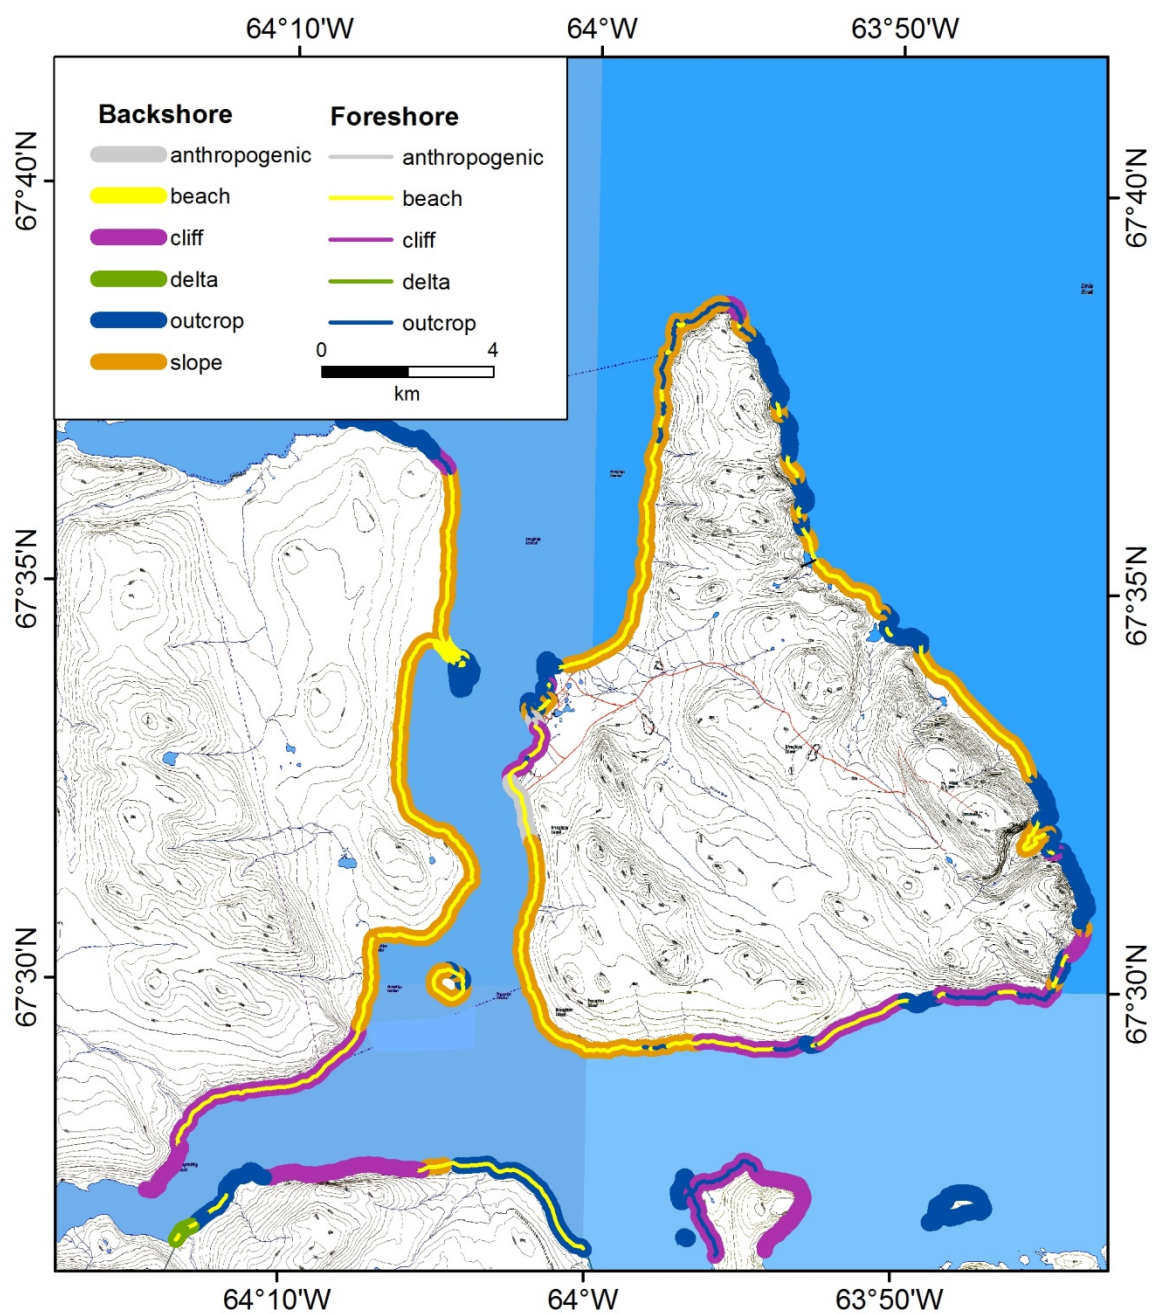 64°10'W 64°W 63°50'W
Backshore Foreshore
anthropogenic anthropogenic
beach beach
cliff cliff
delta delta
outcrop outcrop
slope
0 4
km
67°40'N 67°40'N
67°35'N 67°35'N
67°30'N 67°30'N
64°10'W 64°W 63°50'W